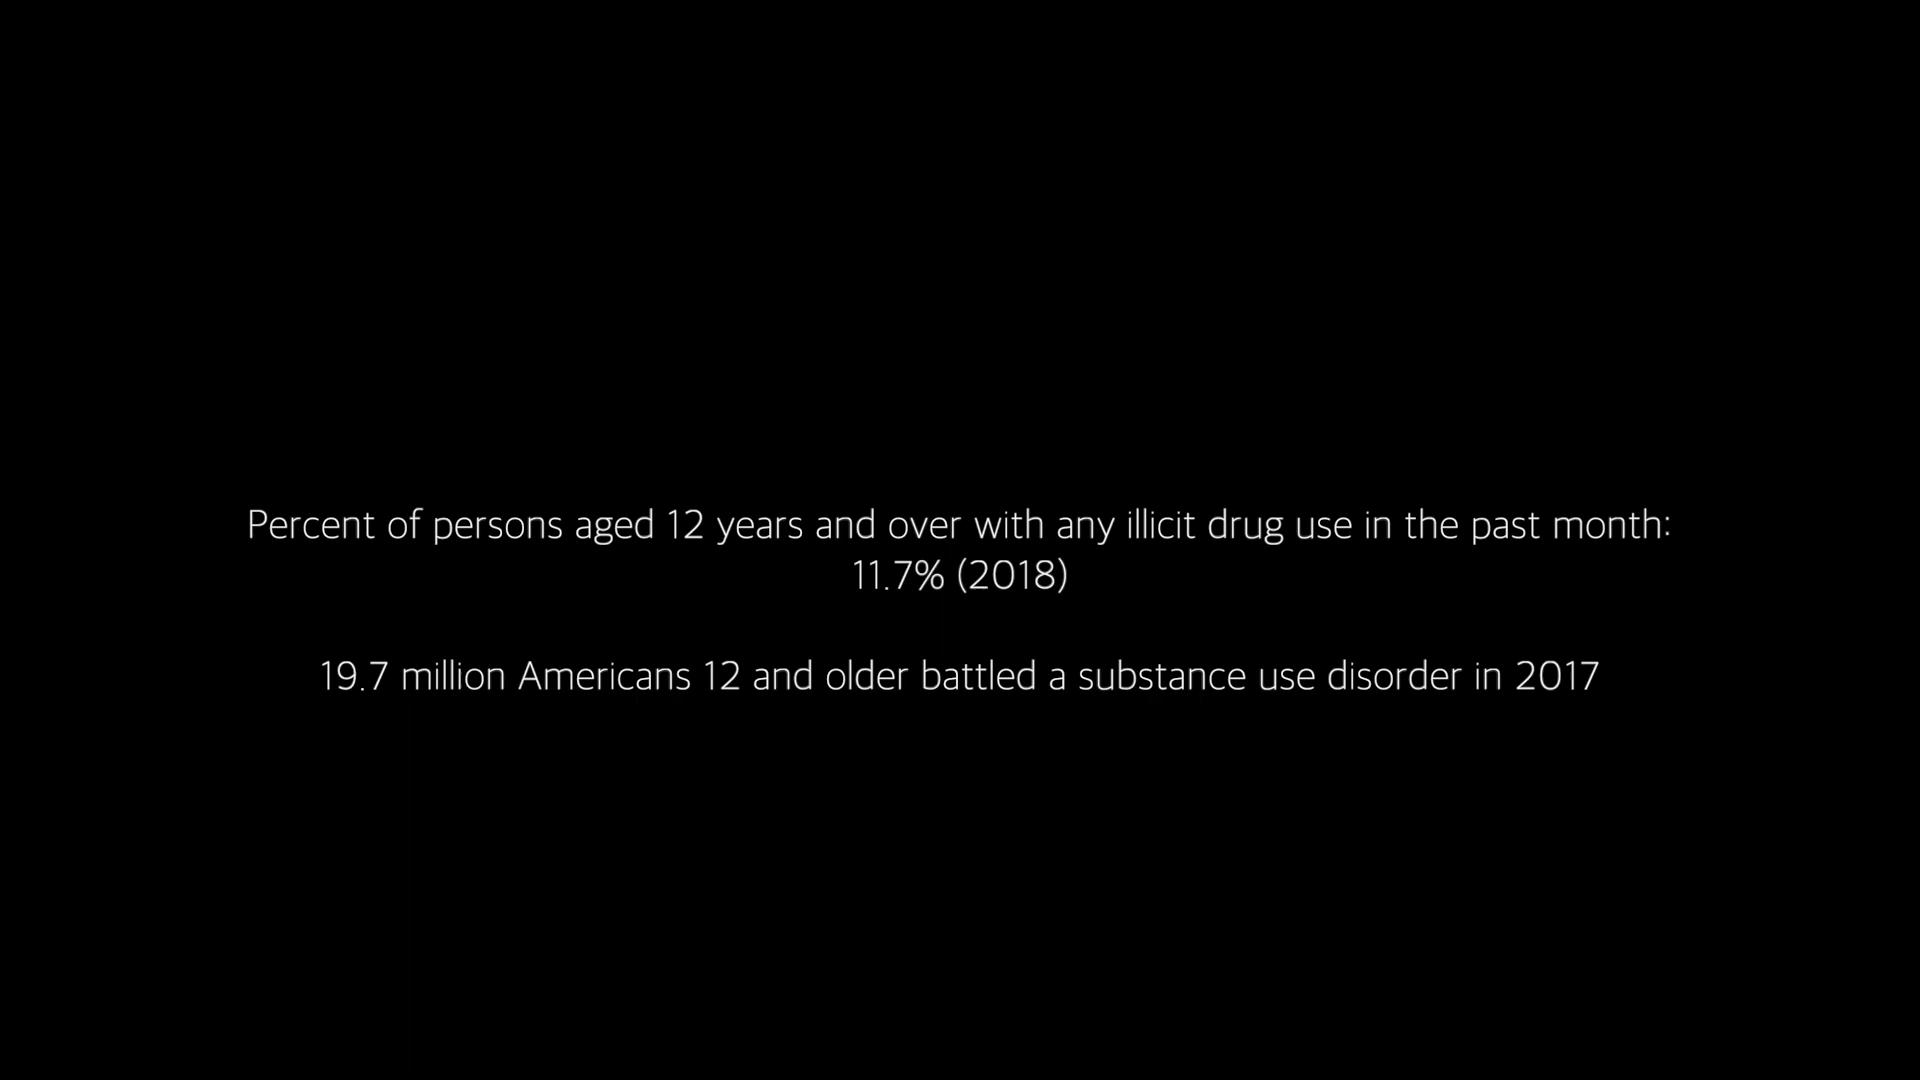 Percent of persons aged 12 years and over with any illicit drug use in the past month:
11.7% (2018)
19.7 million Americans 12 and older battled a substance use disorder in 2017